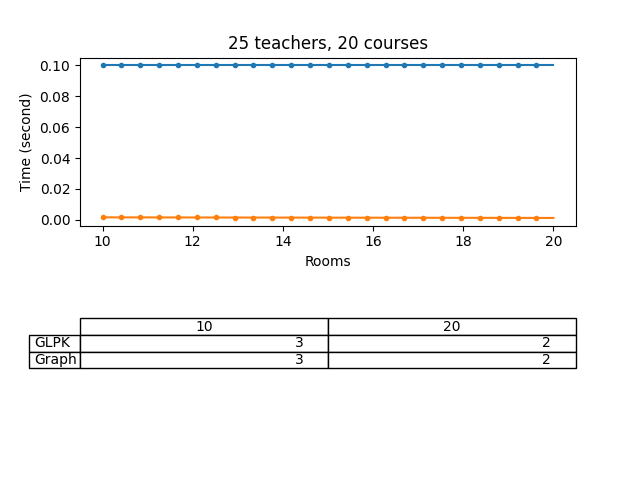 25 teachers, 20 courses
0.10
0.08
0.06
0.04
0.02
0.00
Time (second)
10 12 14 16 18 20
Rooms
10 20
GLPK 3 2
Graph 3 2